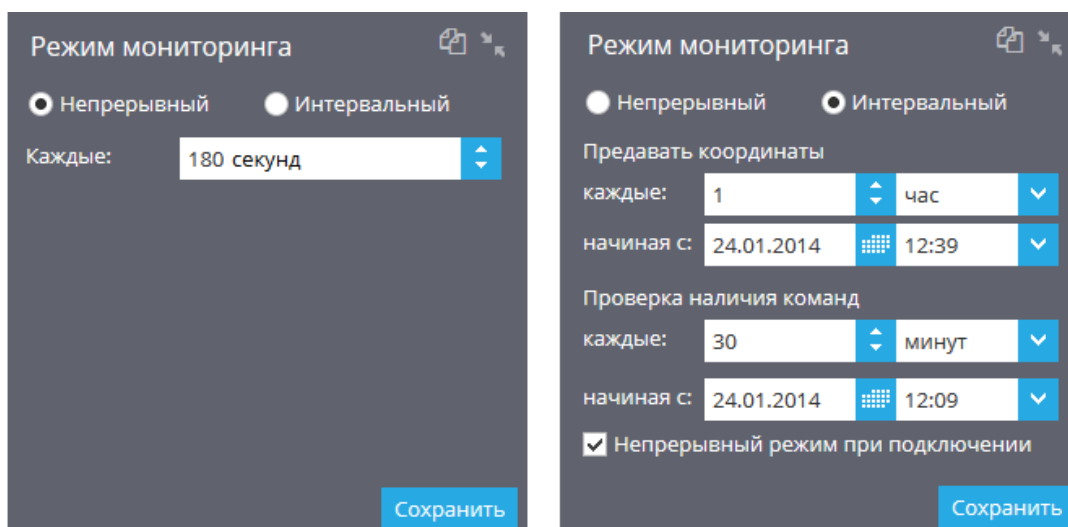 Режим мониторинга
Непрерывный Интервальный
Каждые: 180 секунд
Сохранить
Режим мониторинга
Непрерывный Интервальный
Предавать координаты
каждые: 1 час
начиная с: 24.01.2014 12:39
Проверка наличия команд
каждые: 30 минут
начиная с: 24.01.2014 12:09
Непрерывный режим при подключении
Сохранить